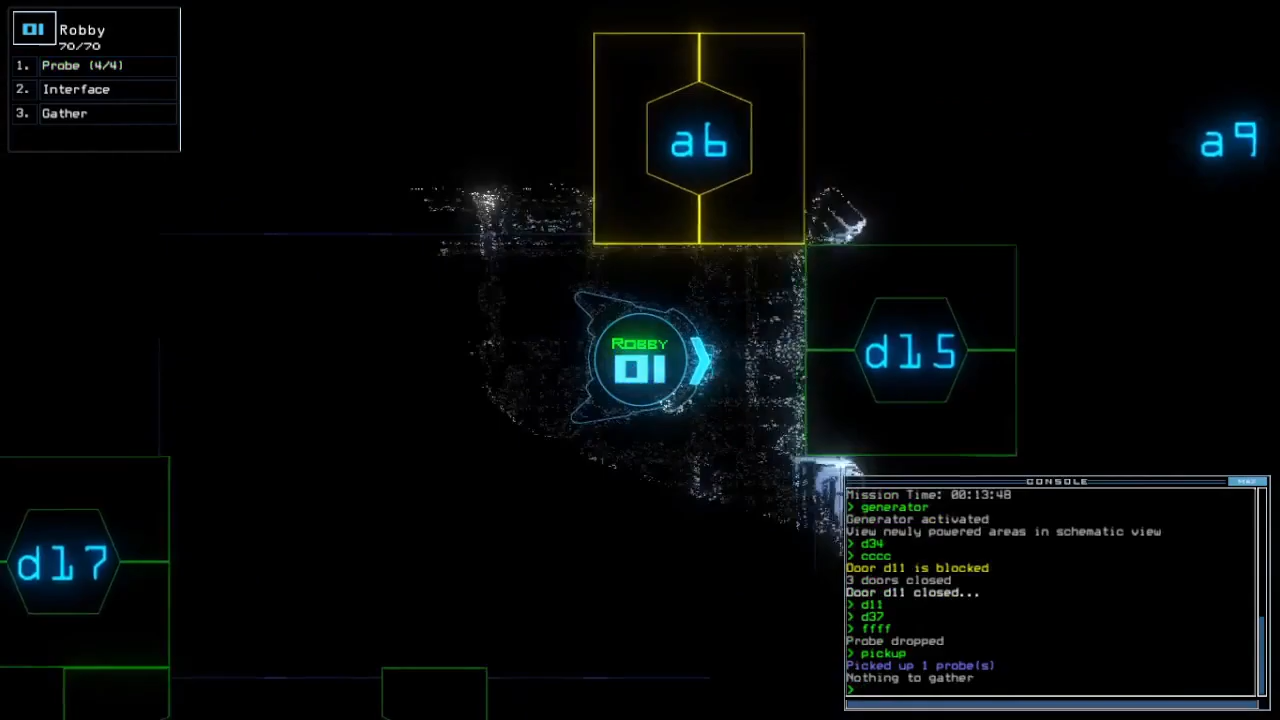 01 Robby
70/70
1. Probe (4/4)
2. Interface
3. Gather
a6
a9
Robby
01
d15
d17
CONSOLE
Mission Time: 00:13:48
> generator
Generator activated
View newly powered areas in schematic view
> d34
> cccc
Door d11 is blocked
3 doors closed
Door d11 closed...
> d11
> d37
> ffff
Probe dropped
> pickup
Picked up 1 probe(s)
Nothing to gather
>